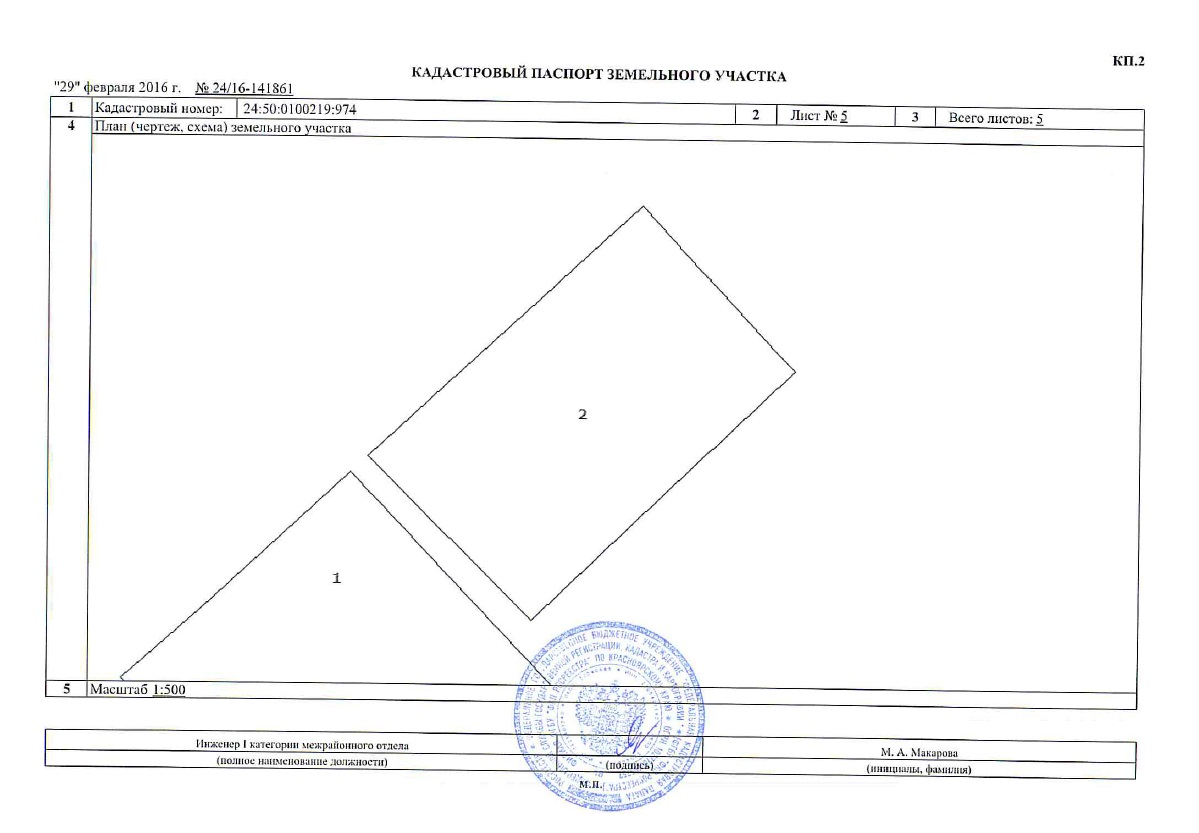 КП.2
КАДАСТРОВЫЙ ПАСПОРТ ЗЕМЕЛЬНОГО УЧАСТКА
"29" февраля 2016 г. № 24/16-141861
1 Кадастровый номер: 24:50:0100219:974 2 Лист № 5 3 Всего листов: 5
4 План (чертеж, схема) земельного участка
2
1
5 Масштаб 1:500
Инженер I категории межрайонного отдела М. А. Макарова
(полное наименование должности) (подпись) (инициалы, фамилия)
М.П.